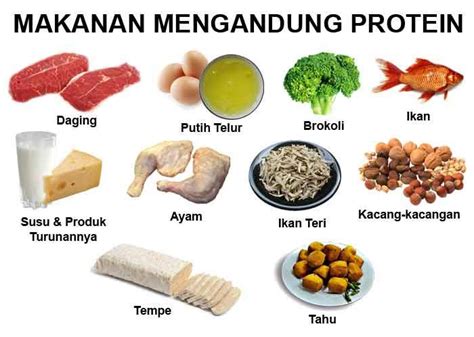 MAKANAN MENGANDUNG PROTEIN
Daging
Putih Telur
Brokoli
Ikan
Susu & Produk
Turunannya
Ayam
Ikan Teri
Kacang-kacangan
Tempe
Tahu